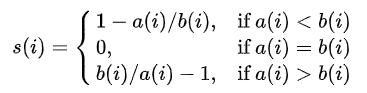 1 − a(i)/b(i), if a(i) < b(i)
s(i) = { 0, if a(i) = b(i)
b(i)/a(i) − 1, if a(i) > b(i)